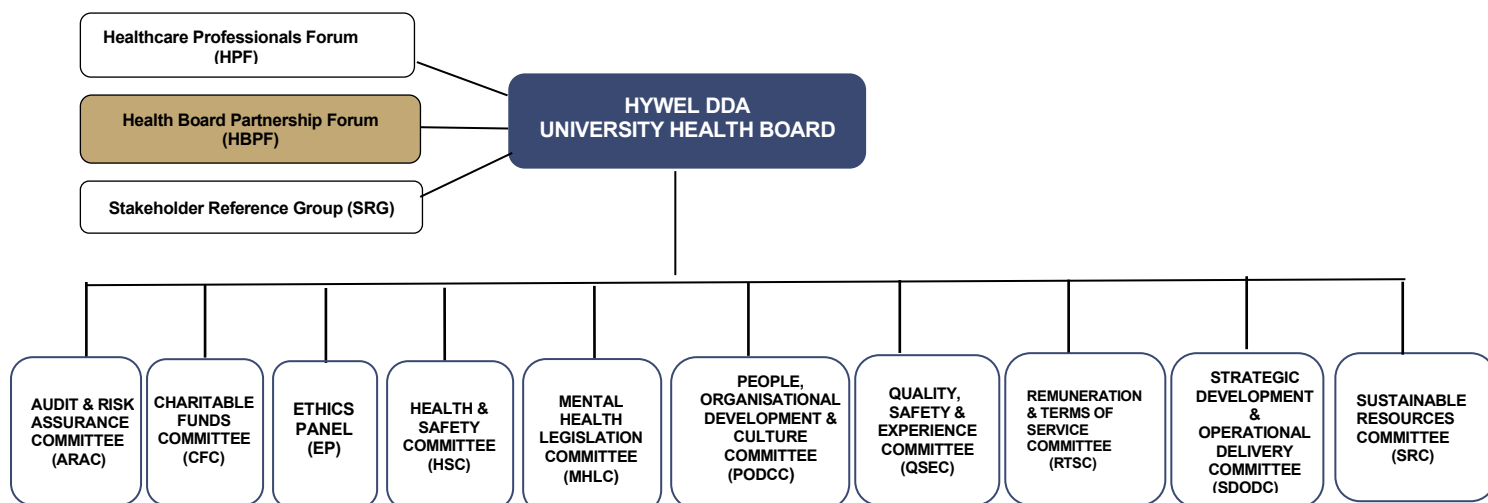 Healthcare Professionals Forum
(HPF)
Health Board Partnership Forum
(HBPF)
Stakeholder Reference Group (SRG)
HYWEL DDA
UNIVERSITY HEALTH BOARD
AUDIT & RISK
ASSURANCE
COMMITTEE
(ARAC)
CHARITABLE
FUNDS
COMMITTEE
(CFC)
ETHICS
PANEL
(EP)
HEALTH &
SAFETY
COMMITTEE
(HSC)
MENTAL
HEALTH
LEGISLATION
COMMITTEE
(MHLC)
PEOPLE,
ORGANISATIONAL
DEVELOPMENT &
CULTURE
COMMITTEE
(PODCC)
QUALITY,
SAFETY &
EXPERIENCE
COMMITTEE
(QSEC)
REMUNERATION
& TERMS OF
SERVICE
COMMITTEE
(RTSC)
STRATEGIC
DEVELOPMENT
&
OPERATIONAL
DELIVERY
COMMITTEE
(SDODC)
SUSTAINABLE
RESOURCES
COMMITTEE
(SRC)